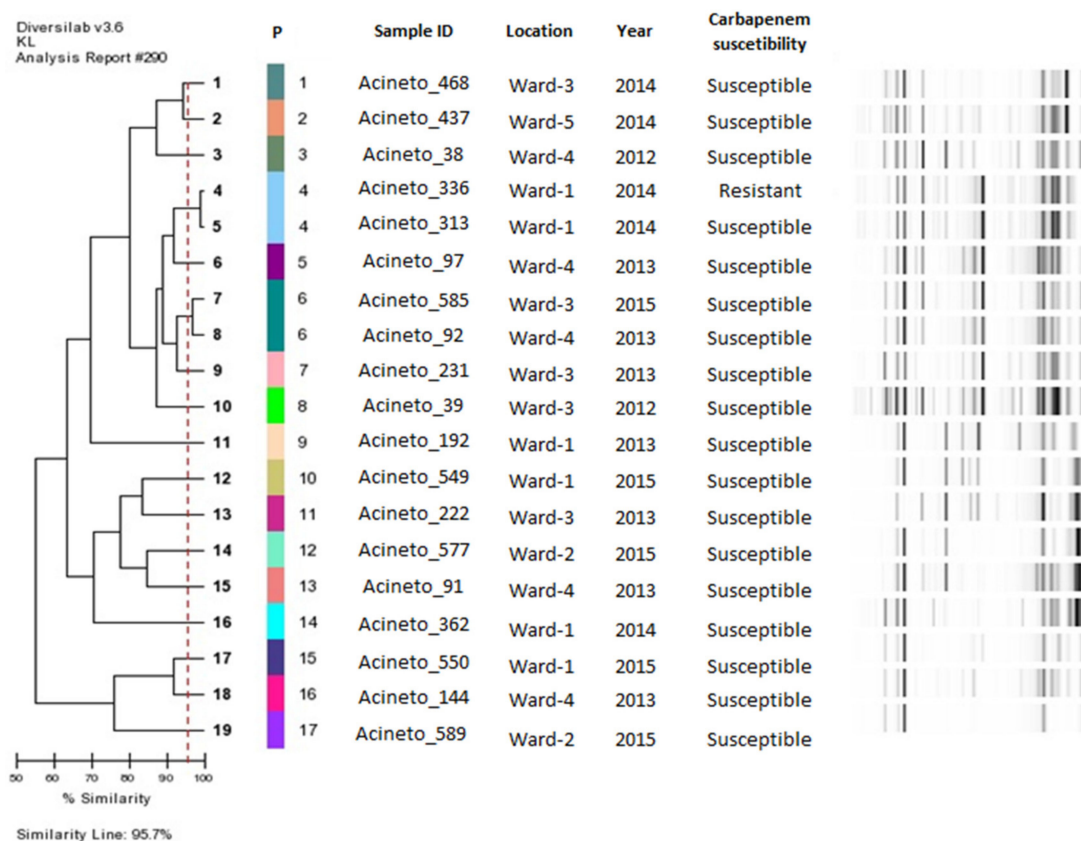 Diversilab v3.6
KL
Analysis Report #290
P Sample ID Location Year Carbapenem
suscetibility
1 1 Acineto_468 Ward-3 2014 Susceptible
2 2 Acineto_437 Ward-5 2014 Susceptible
3 3 Acineto_38 Ward-4 2012 Susceptible
4 4 Acineto_336 Ward-1 2014 Resistant
5 4 Acineto_313 Ward-1 2014 Susceptible
6 5 Acineto_97 Ward-4 2013 Susceptible
7 6 Acineto_585 Ward-3 2015 Susceptible
8 6 Acineto_92 Ward-4 2013 Susceptible
9 7 Acineto_231 Ward-3 2013 Susceptible
10 8 Acineto_39 Ward-3 2012 Susceptible
11 9 Acineto_192 Ward-1 2013 Susceptible
12 10 Acineto_549 Ward-1 2015 Susceptible
13 11 Acineto_222 Ward-3 2013 Susceptible
14 12 Acineto_577 Ward-2 2015 Susceptible
15 13 Acineto_91 Ward-4 2013 Susceptible
16 14 Acineto_362 Ward-1 2014 Susceptible
17 15 Acineto_550 Ward-1 2015 Susceptible
18 16 Acineto_144 Ward-4 2013 Susceptible
19 17 Acineto_589 Ward-2 2015 Susceptible
50 60 70 80 90 100
% Similarity
Similarity Line: 95.7%